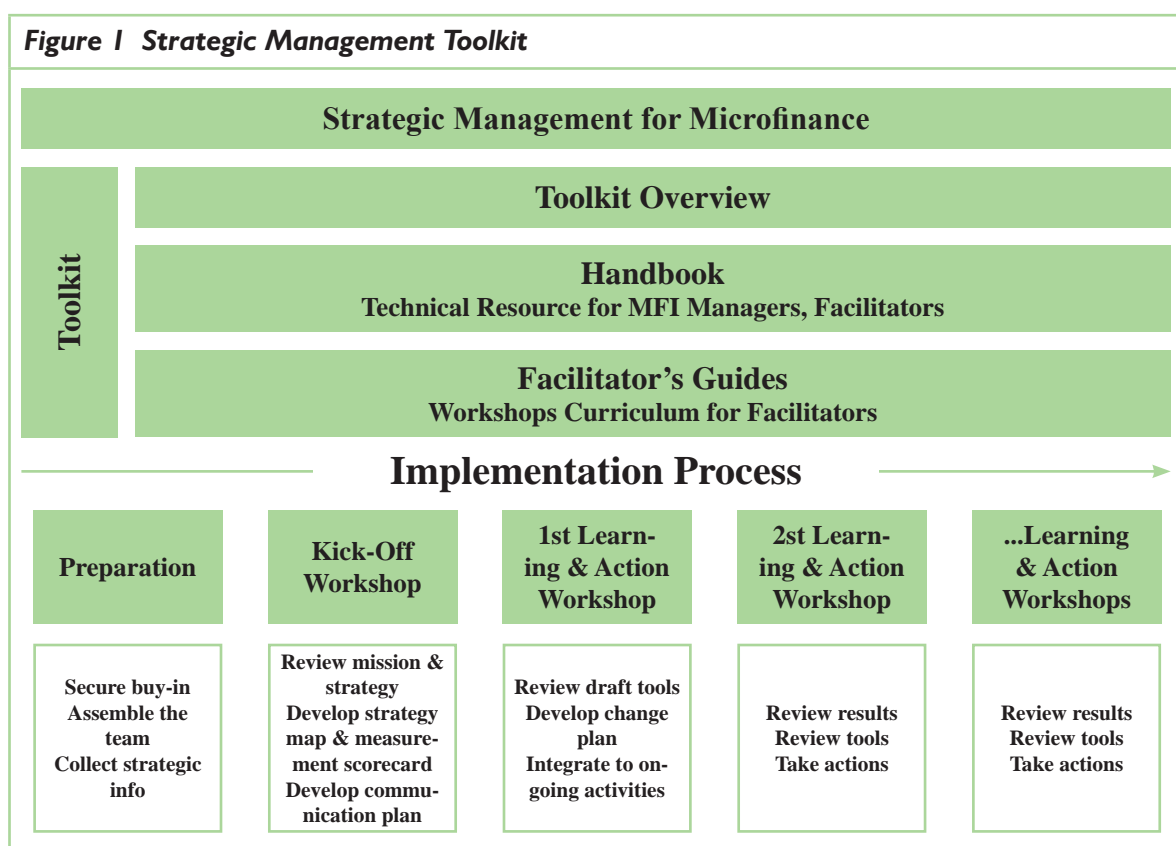 Figure 1 Strategic Management Toolkit
Strategic Management for Microfinance
Toolkit
Toolkit Overview
Handbook
Technical Resource for MFI Managers, Facilitators
Facilitator's Guides
Workshops Curriculum for Facilitators
Implementation Process
Preparation
Kick-Off
Workshop
1st Learn-
ing & Action
Workshop
2st Learn-
ing & Action
Workshop
...Learning
& Action
Workshops
Secure buy-in
Assemble the
team
Collect strategic
info
Review mission &
strategy
Develop strategy
map & measure-
ment scorecard
Develop commu-
nication plan
Review draft tools
Develop change
plan
Integrate to on-
going activities
Review results
Review tools
Take actions
Review results
Review tools
Take actions